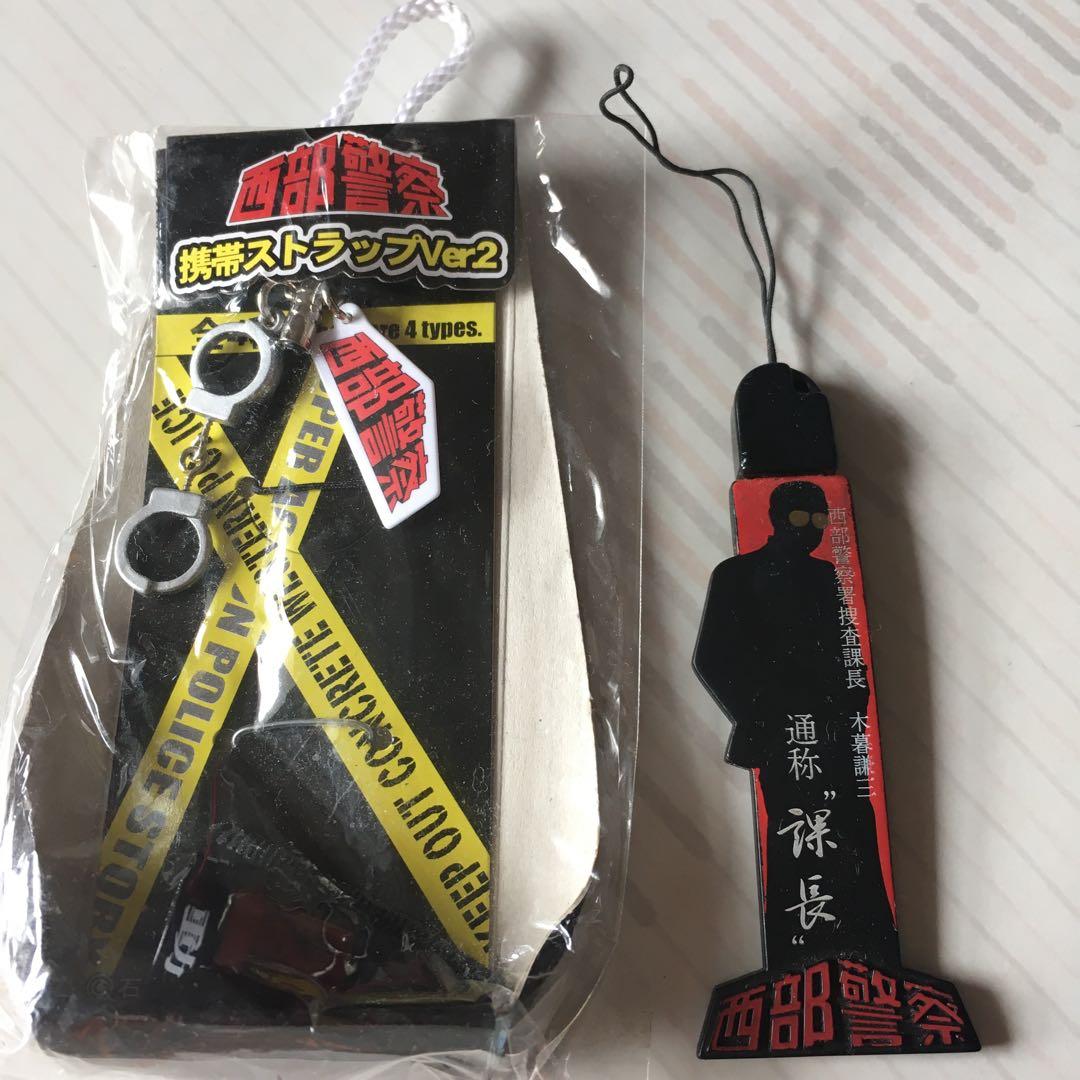 西部警察
携帯ストラップVer.2
4 types.
西部警察
WESTERN POLICE
CONCRETE
KEEP OUT
POLICE STORY
©石
西部警察署捜査課長 木暮謙三
通称
"課長"
西部警察